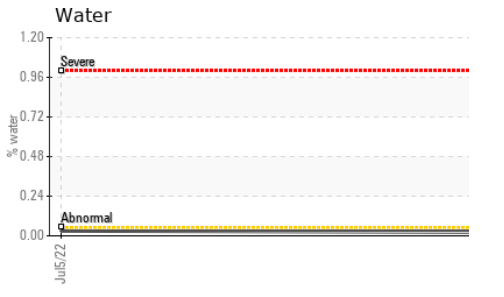 Water
1.20
Severe
0.96
0.72
% water
0.48
0.24
Abnormal
0.00
Jul5/22